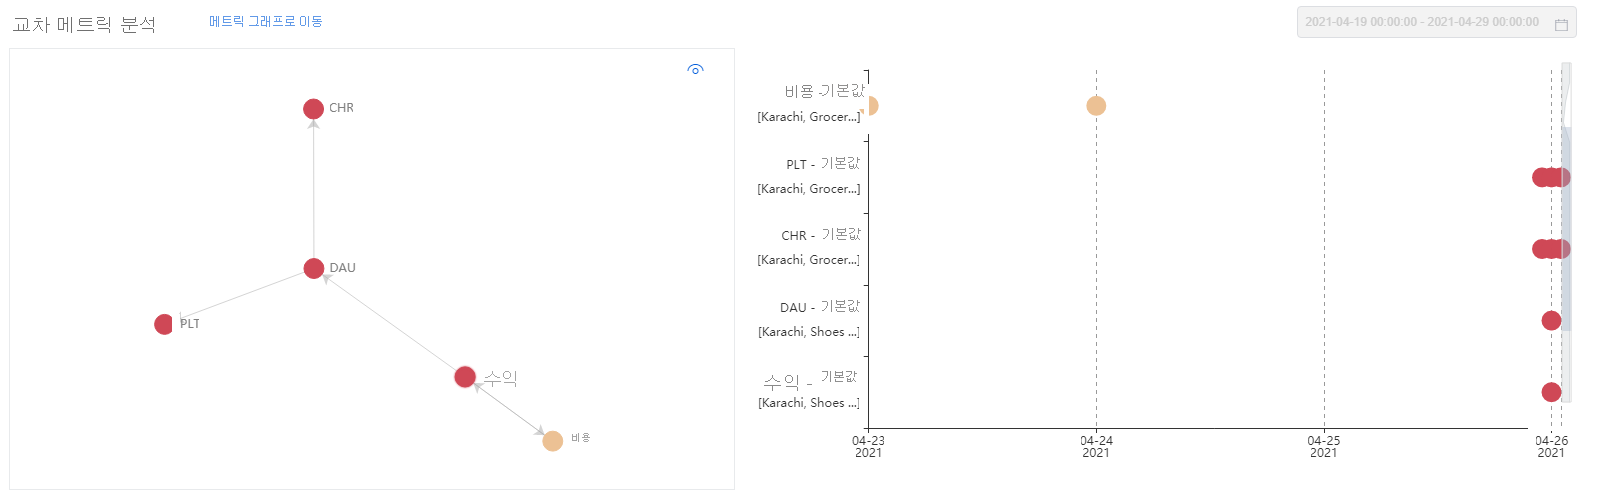 교차 메트릭 분석
메트릭 그래프로 이동
2021-04-19 00:00:00 - 2021-04-29 00:00:00
CHR
DAU
PLT
수익
비용
비용 -기본값
[Karachi, Grocer...]
PLT - 기본값
[Karachi, Grocer...]
CHR - 기본값
[Karachi, Grocer...]
DAU - 기본값
[Karachi, Shoes ...]
수익 - 기본값
[Karachi, Shoes ...]
04-23
2021
04-24
2021
04-25
2021
04-26
2021